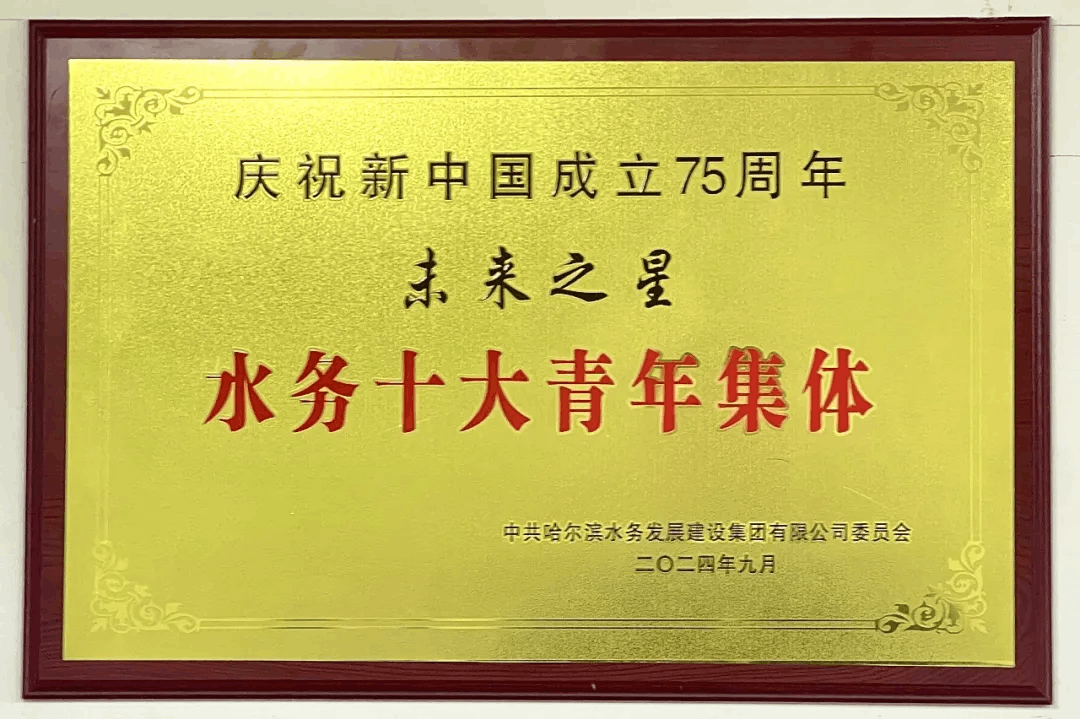 庆祝新中国成立75周年
未来之星
水务十大青年集体
中共哈尔滨水务发展建设集团有限公司委员会
二〇二四年九月